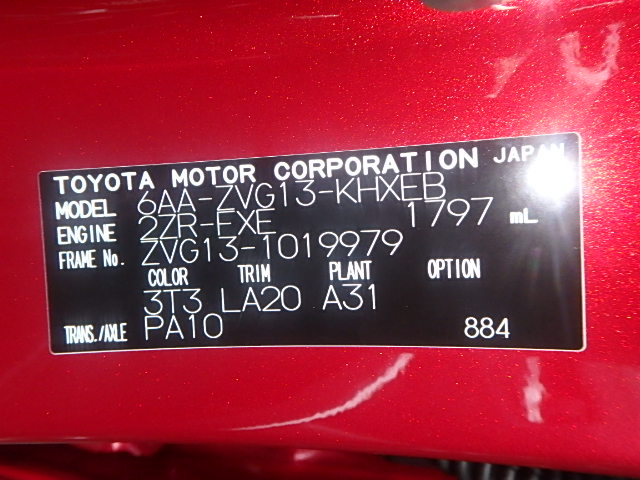 TOYOTA MOTOR CORPORATION JAPAN
MODEL 6AA-ZVG13-KHXEB
ENGINE 2ZR-FXE 1797 mL
FRAME No. ZVG13-1019979
COLOR TRIM PLANT OPTION
3T3 LA20 A31
TRANS./AXLE PA10 884